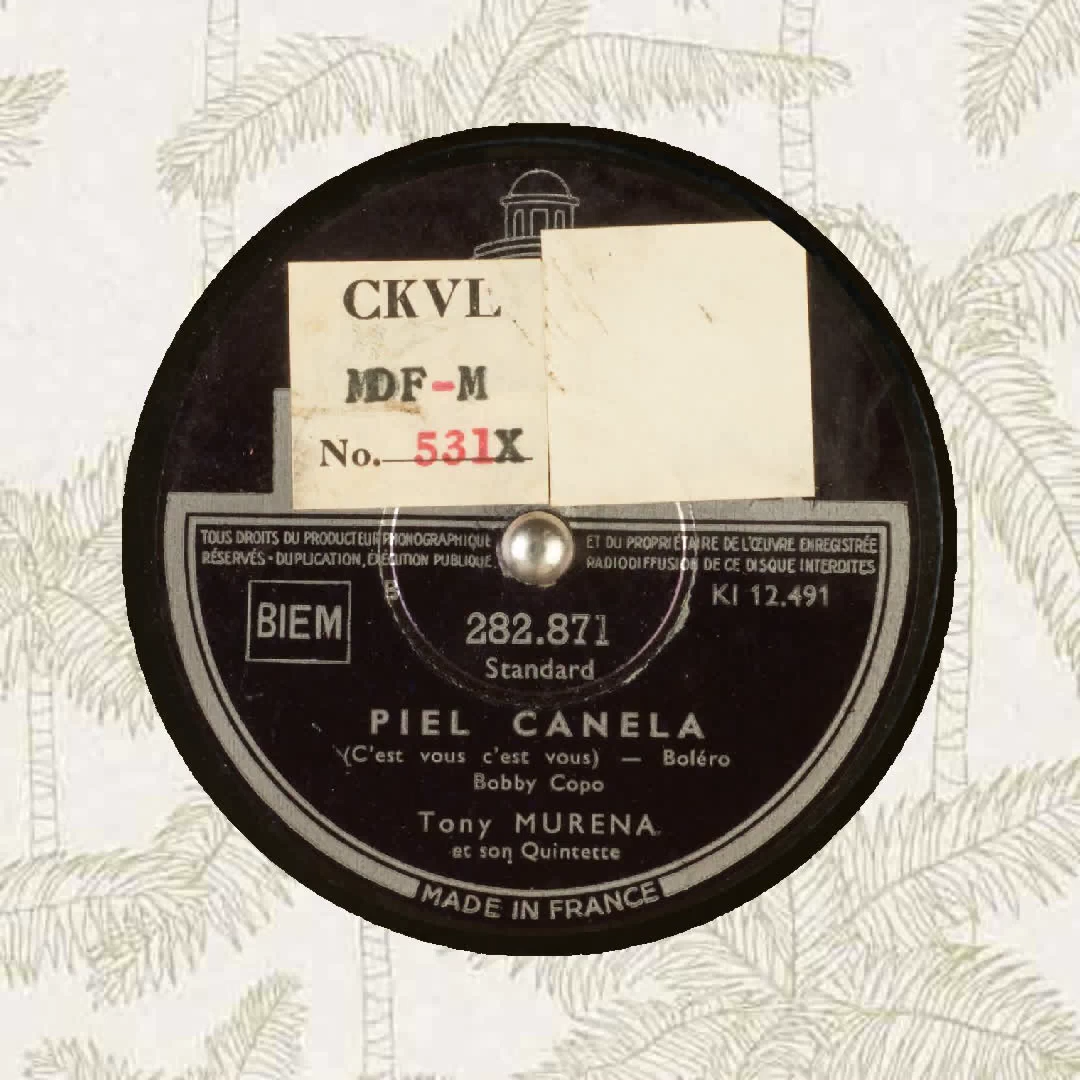 CKVL
MDF-M
No. 531X
TOUS DROITS DU PRODUCTEUR PHONOGRAPHIQUE ET DU PROPRIÉTAIRE DE L'ŒUVRE ENREGISTRÉE
RÉSERVÉS - DUPLICATION, EXÉCUTION PUBLIQUE, RADIODIFFUSION DE CE DISQUE INTERDITES
BIEM
KI 12.491
282.871
Standard
PIEL CANELA
(C'est vous c'est vous) — Boléro
Bobby Copo
Tony MURENA
et son Quintette
MADE IN FRANCE